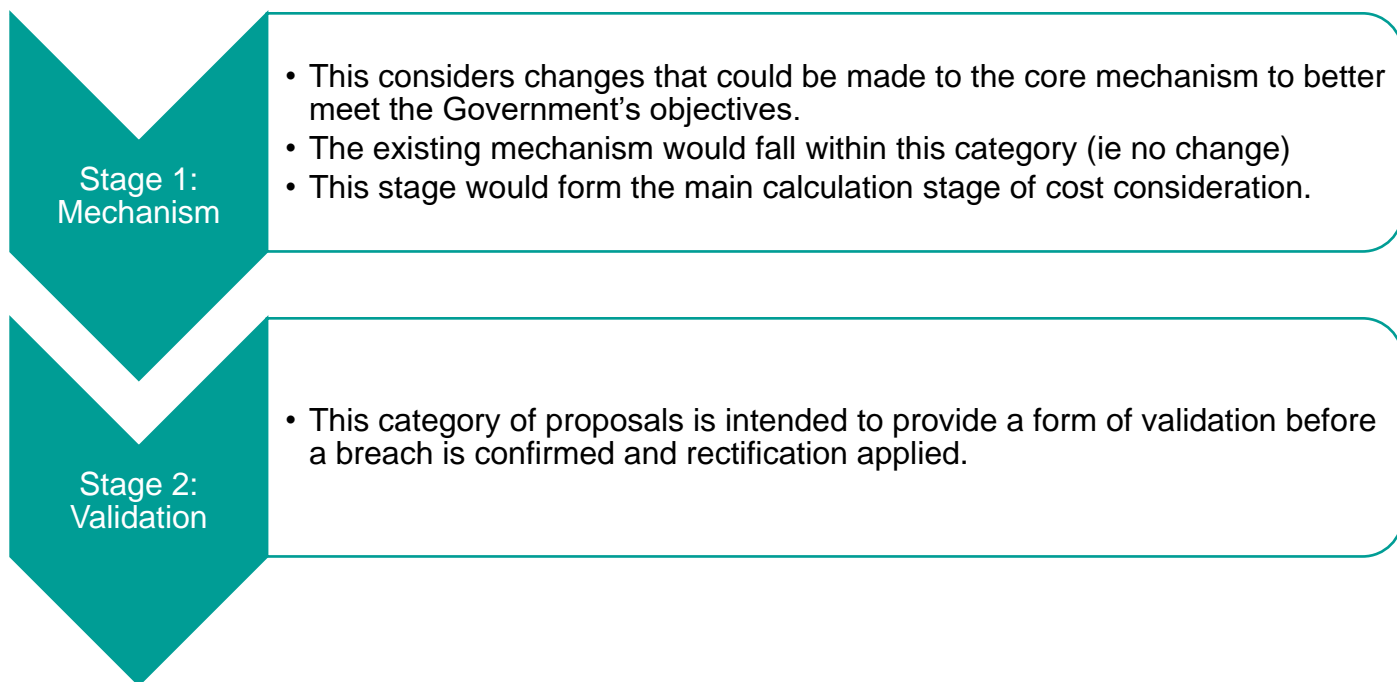 Stage 1:
Mechanism
• This considers changes that could be made to the core mechanism to better
meet the Government’s objectives.
• The existing mechanism would fall within this category (ie no change)
• This stage would form the main calculation stage of cost consideration.
Stage 2:
Validation
• This category of proposals is intended to provide a form of validation before
a breach is confirmed and rectification applied.